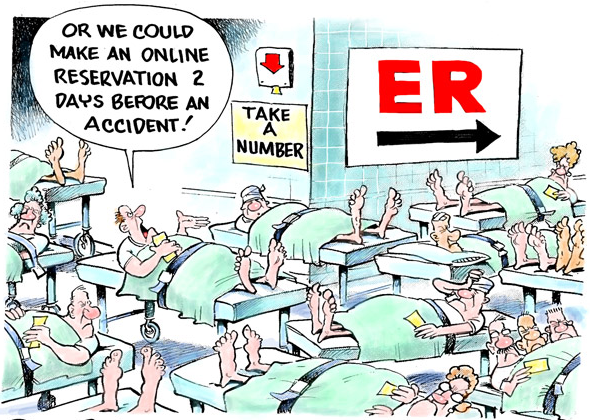 OR WE COULD
MAKE AN ONLINE
RESERVATION 2
DAYS BEFORE AN
ACCIDENT!
TAKE
A
NUMBER
ER